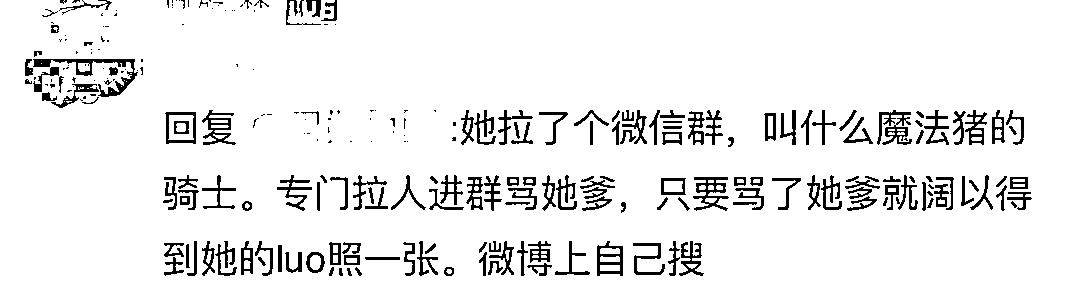 回复 :她拉了个微信群，叫什么魔法猪的
骑士。专门拉人进群骂她爹，只要骂了她爹就阔以得
到她的luo照一张。微博上自己搜